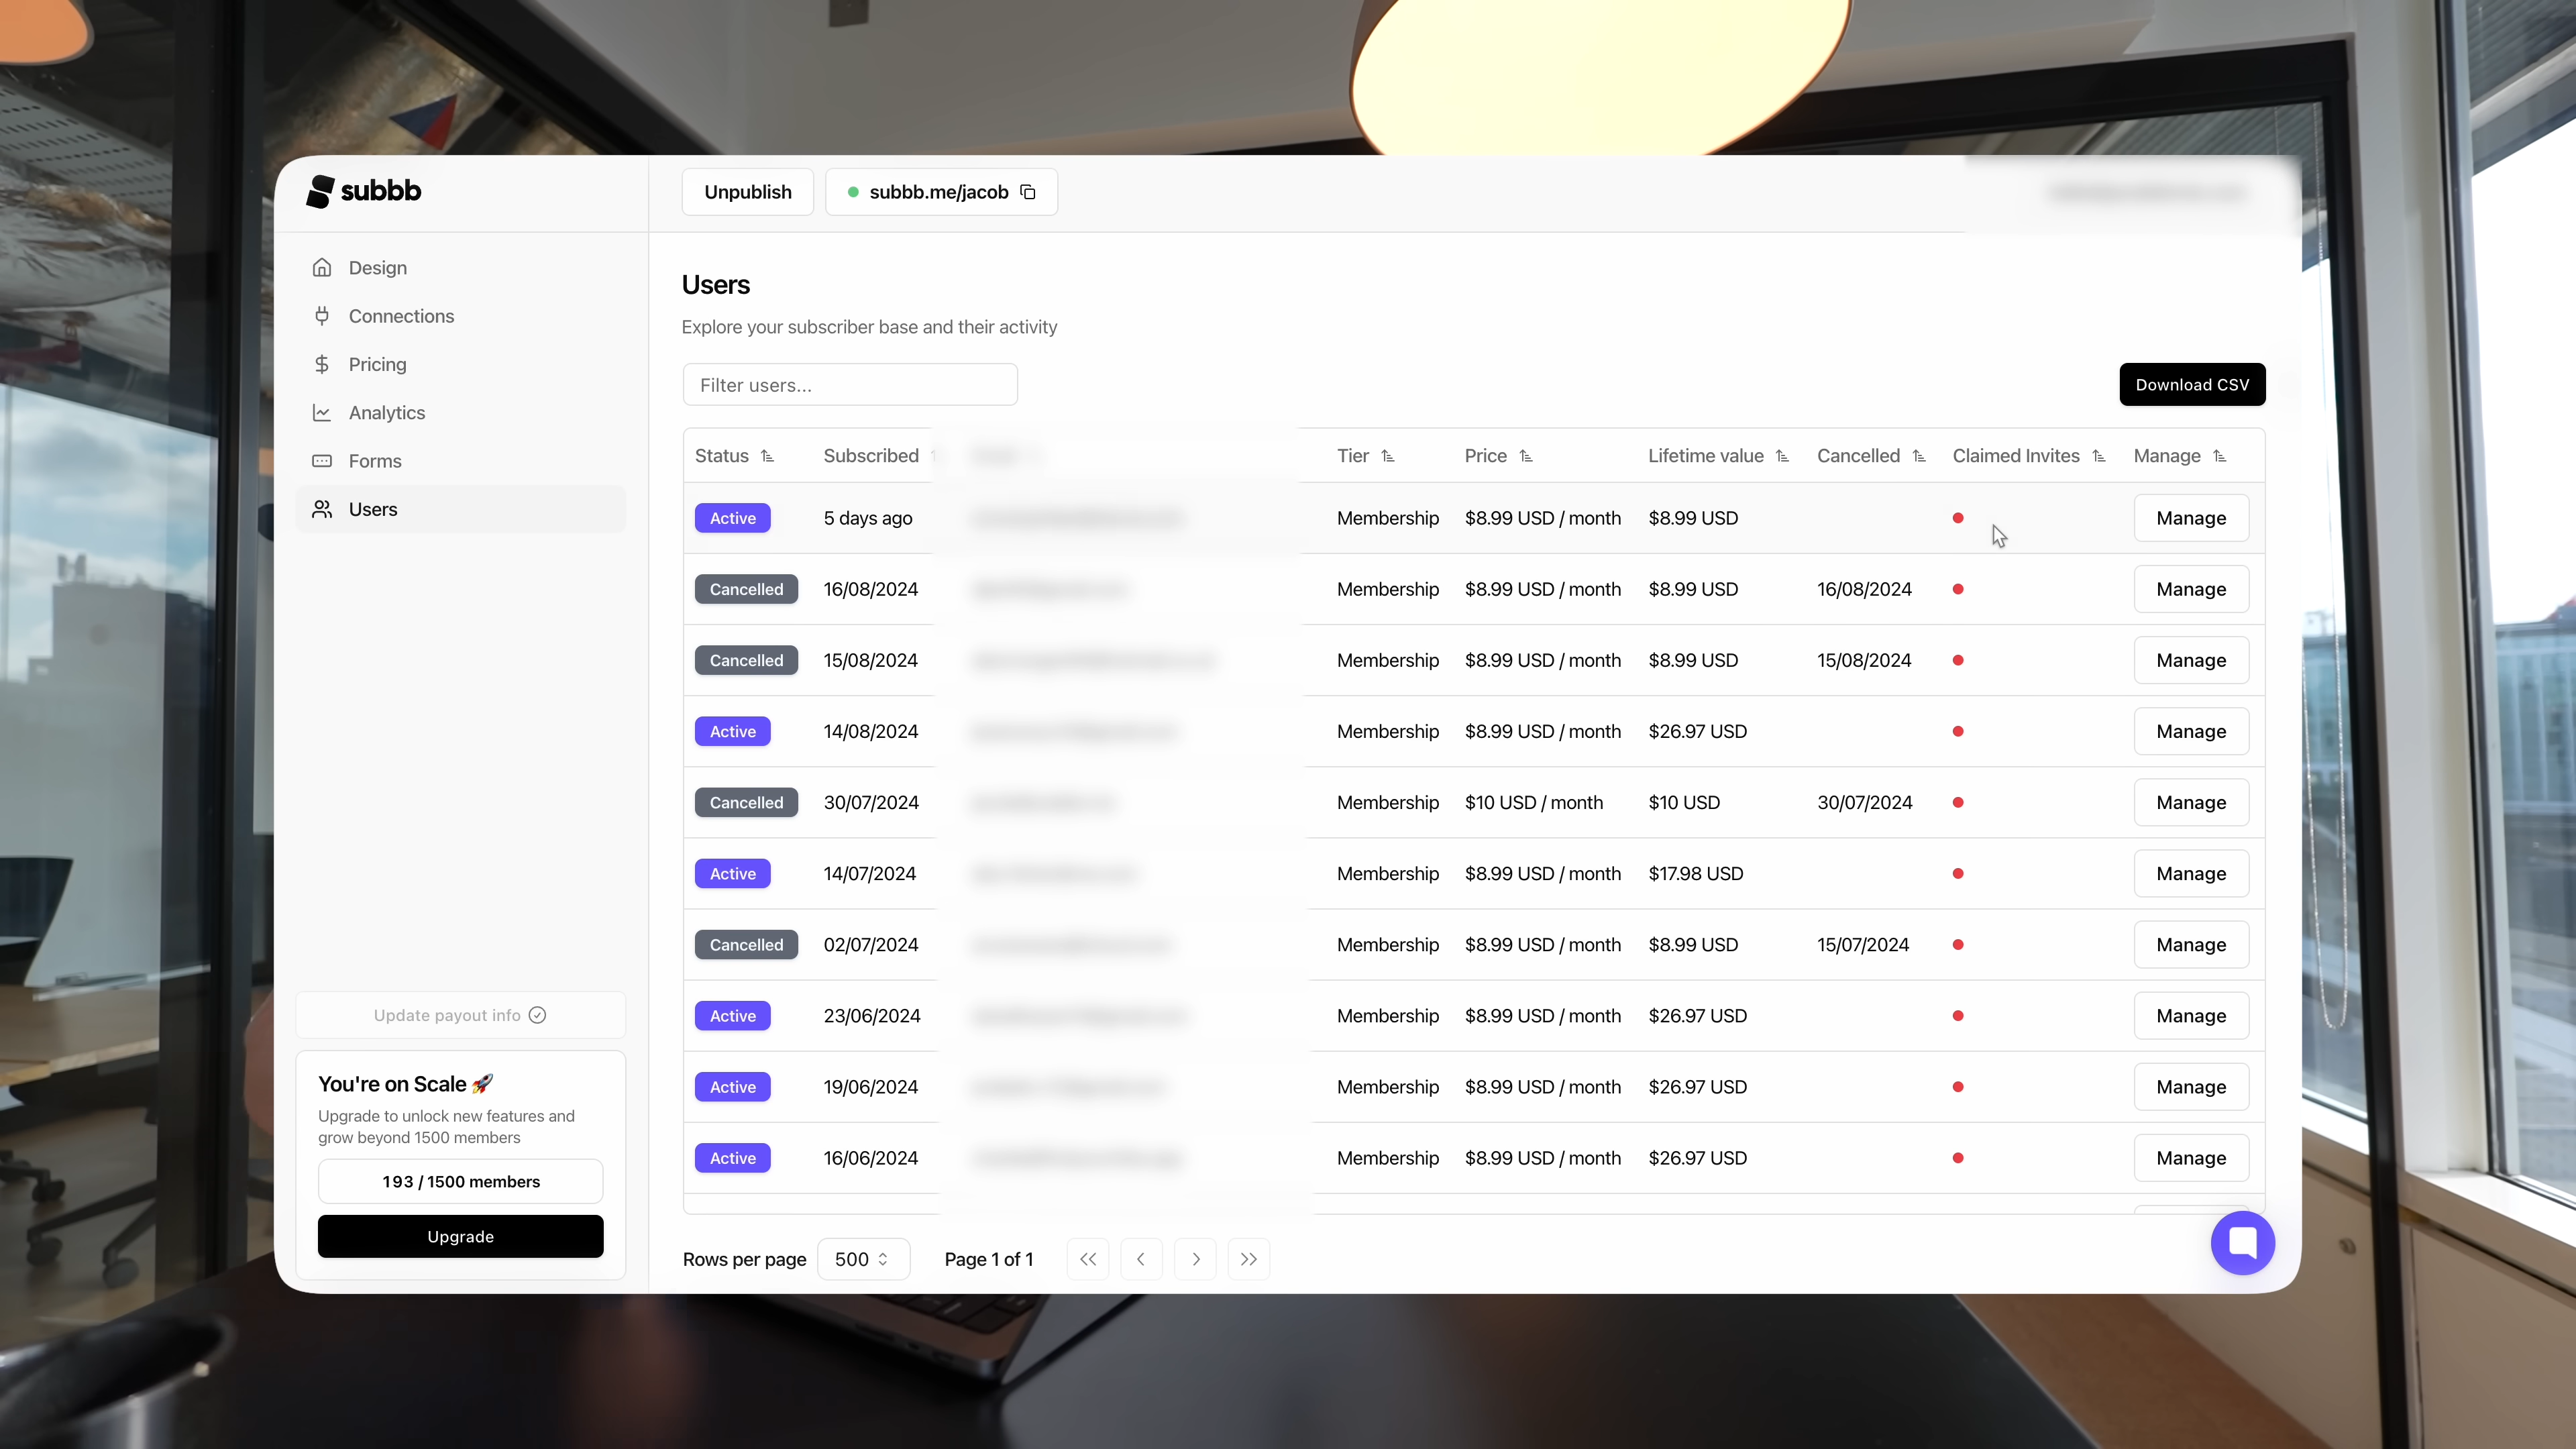 subbb
Unpublish
subbb.me/jacob
Design
Connections
Pricing
Analytics
Forms
Users
Update payout info
You're on Scale 🚀
Upgrade to unlock new features and
grow beyond 1500 members
193 / 1500 members
Upgrade
Users
Explore your subscriber base and their activity
Filter users...
Download CSV
Status Subscribed Tier Price Lifetime value Cancelled Claimed Invites Manage
Active 5 days ago Membership $8.99 USD / month $8.99 USD Manage
Cancelled 16/08/2024 Membership $8.99 USD / month $8.99 USD 16/08/2024 Manage
Cancelled 15/08/2024 Membership $8.99 USD / month $8.99 USD 15/08/2024 Manage
Active 14/08/2024 Membership $8.99 USD / month $26.97 USD Manage
Cancelled 30/07/2024 Membership $10 USD / month $10 USD 30/07/2024 Manage
Active 14/07/2024 Membership $8.99 USD / month $17.98 USD Manage
Cancelled 02/07/2024 Membership $8.99 USD / month $8.99 USD 15/07/2024 Manage
Active 23/06/2024 Membership $8.99 USD / month $26.97 USD Manage
Active 19/06/2024 Membership $8.99 USD / month $26.97 USD Manage
Active 16/06/2024 Membership $8.99 USD / month $26.97 USD Manage
Rows per page 500 Page 1 of 1